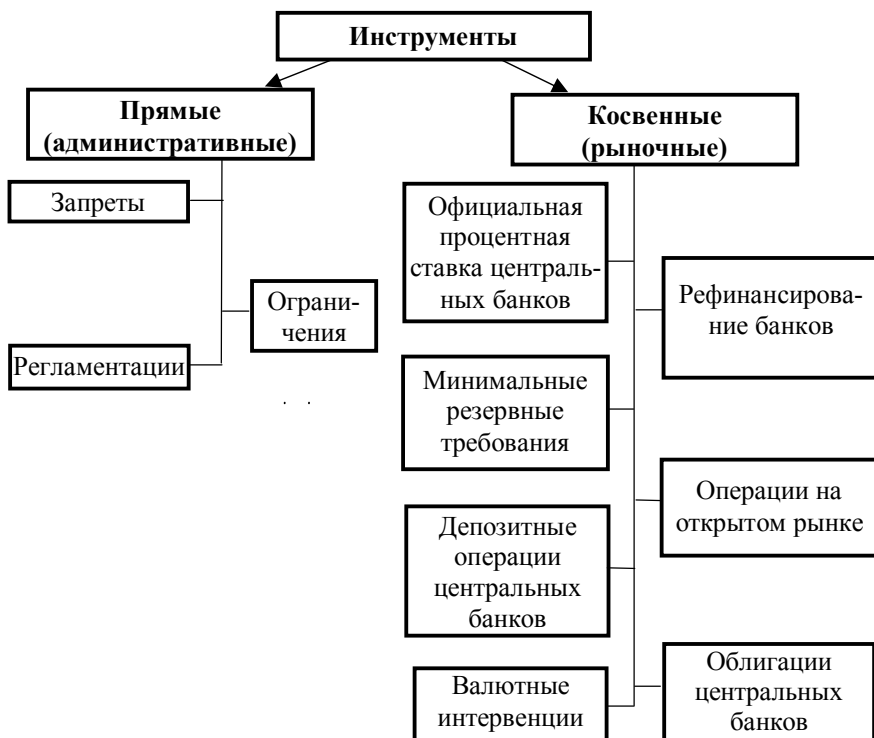 Инструменты
Прямые
(административные)
Косвенные
(рыночные)
Запреты
Ограни-
чения
Регламентации
Официальная
процентная
ставка централь-
ных банков
Рефинансирова-
ние банков
Минимальные
резервные
требования
Операции на
открытом рынке
Депозитные
операции
центральных
банков
Облигации
центральных
банков
Валютные
интервенции